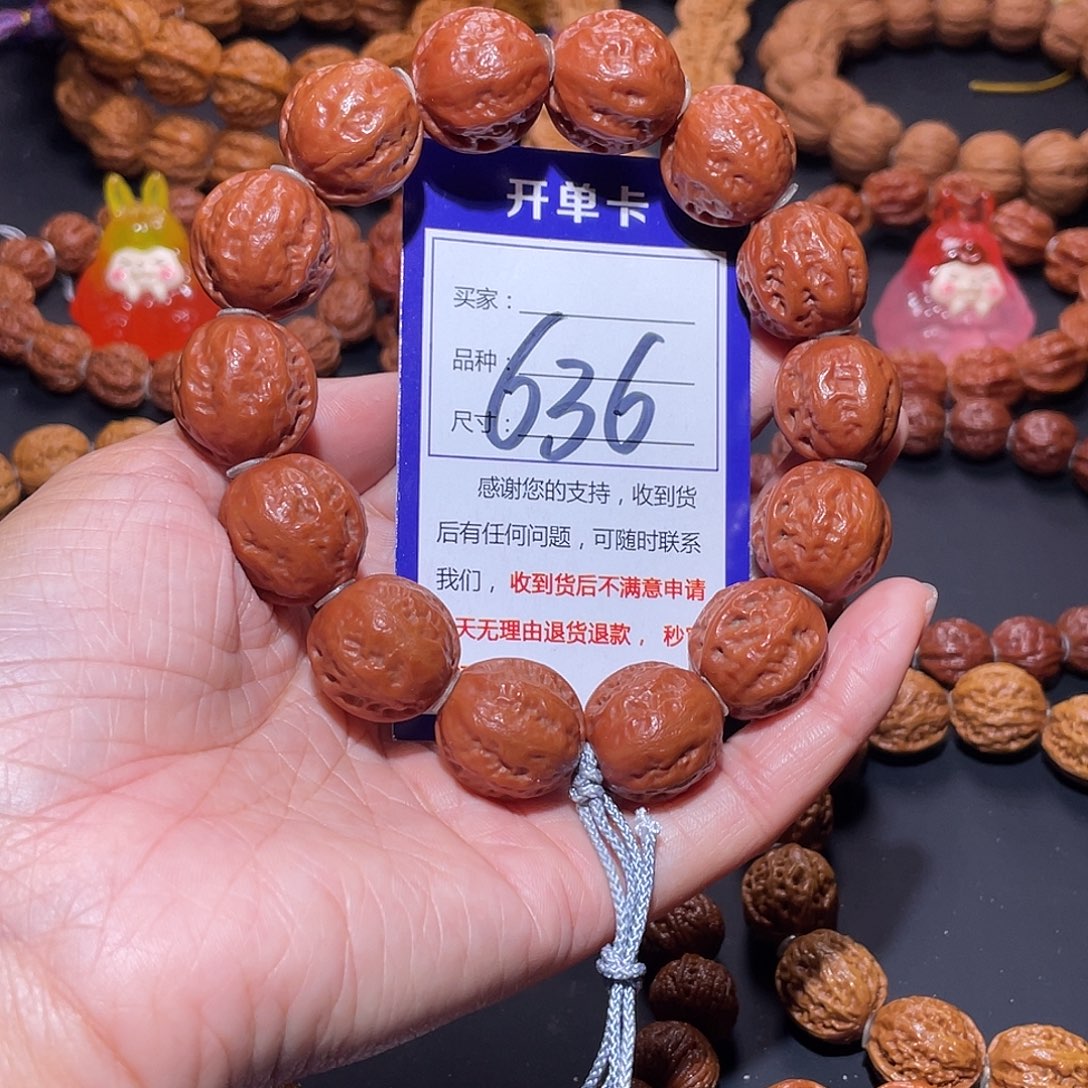 开单卡
买家：
品种：
尺寸：
636
感谢您的支持，收到货
后有任何问题，可随时联系
我们，收到货后不满意申请
天无理由退货退款，秒